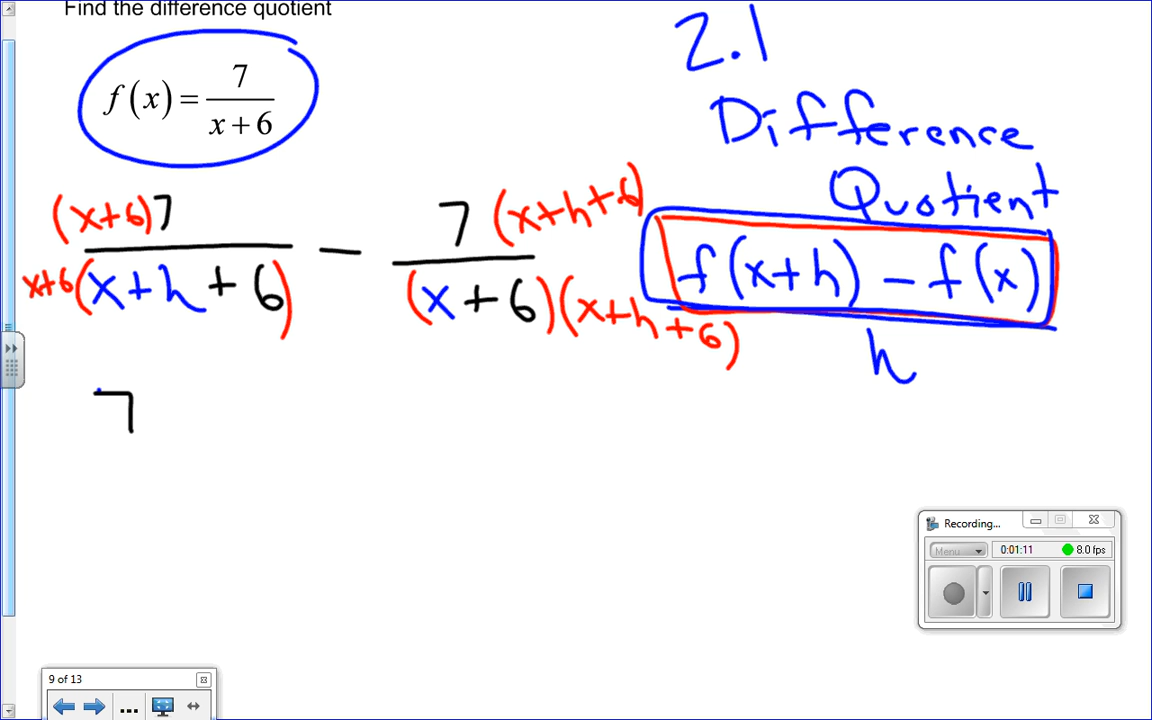 Find the difference quotient
2.1
f(x) = 7/(x + 6)
Difference
Quotient
(x+6)7 / x+6(x+h+6) − 7(x+h+6) / (x+6)(x+h+6)
f(x+h) − f(x) / h
7
Recording...
Menu
0:01:11
8.0 fps
9 of 13
...